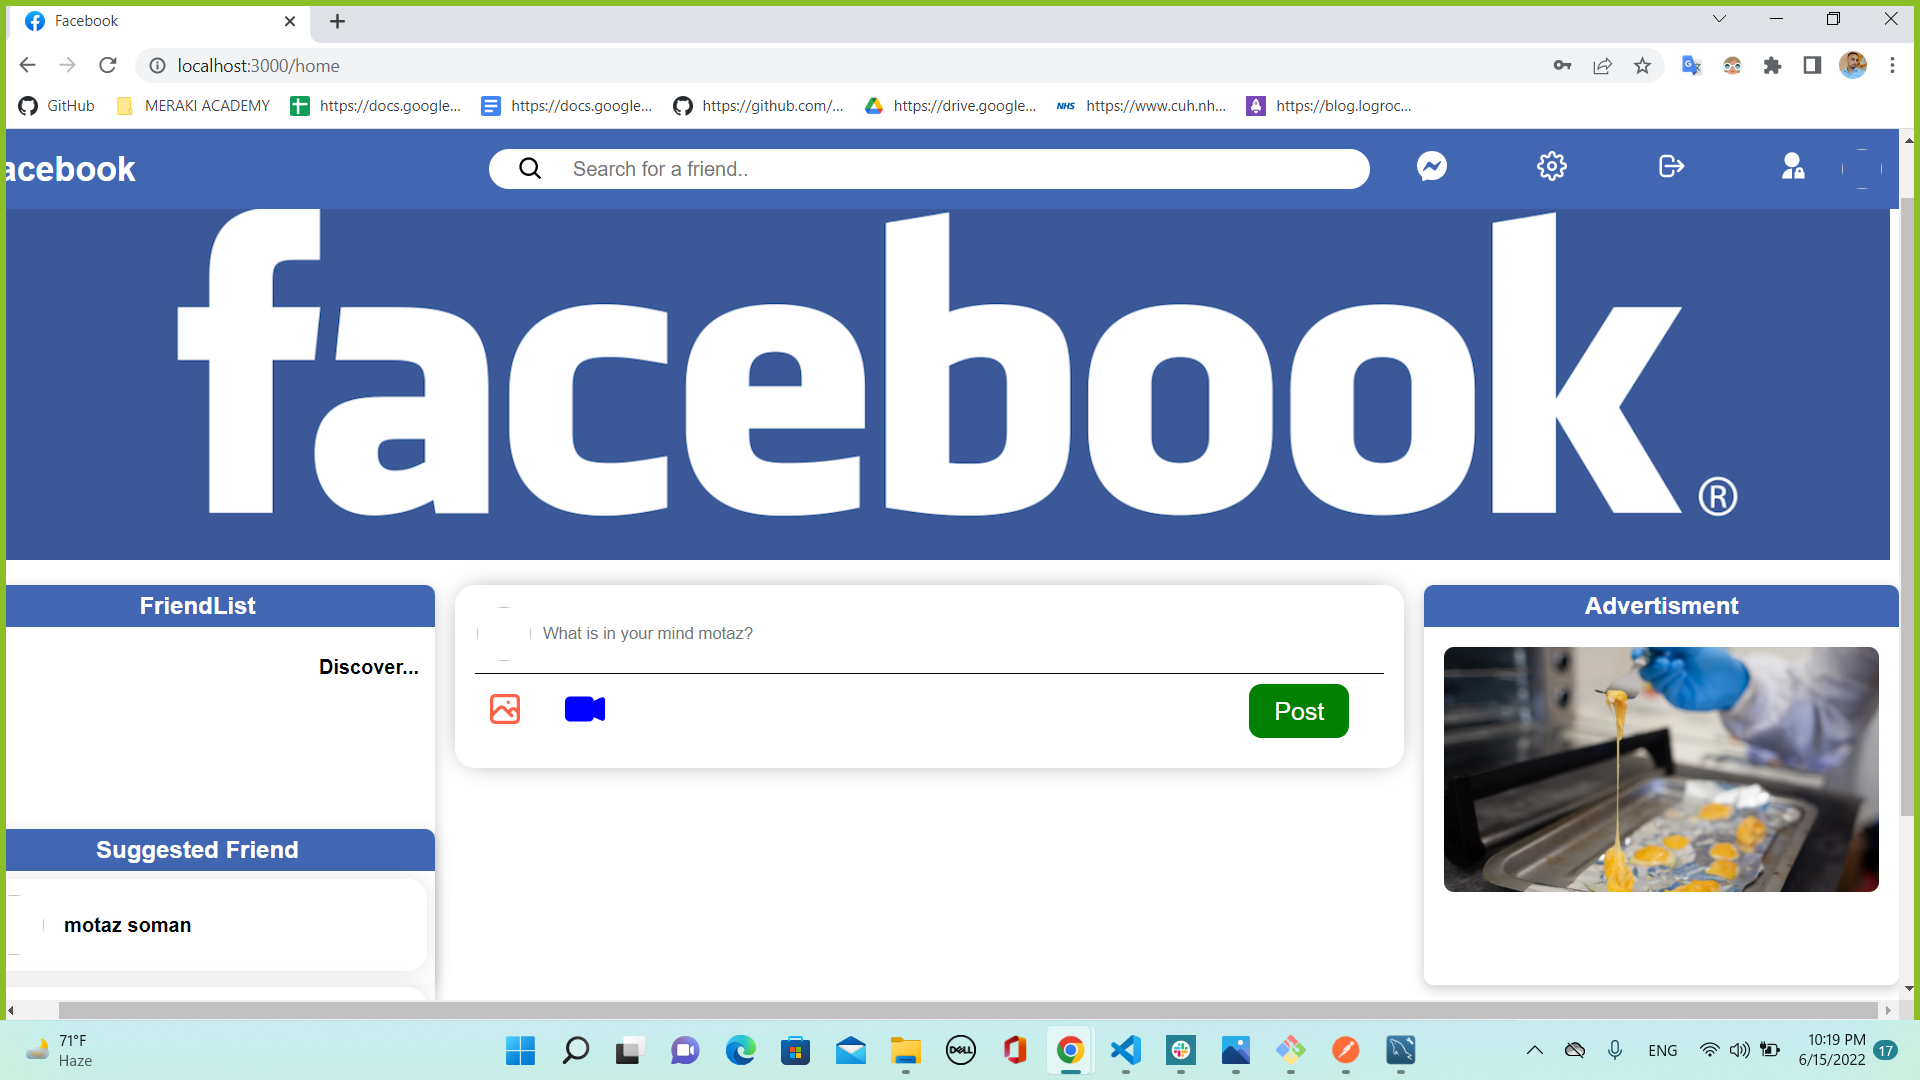 Facebook
localhost:3000/home
GitHub MERAKI ACADEMY https://docs.google... https://docs.google... https://github.com/... https://drive.google... NHS https://www.cuh.nh... https://blog.logroc...
acebook Search for a friend..
facebook®
FriendList
Discover...
Suggested Friend
motaz soman
What is in your mind motaz?
Post
Advertisment
71°F
Haze
DELL
ENG
10:19 PM
6/15/2022
17